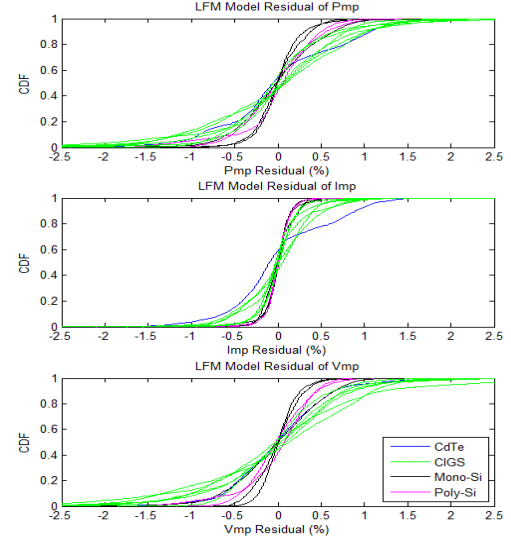 LFM Model Residual of Pmp
1
0.8
0.6
0.4
0.2
0
CDF
-2.5 -2 -1.5 -1 -0.5 0 0.5 1 1.5 2 2.5
Pmp Residual (%)
LFM Model Residual of Imp
1
0.8
0.6
0.4
0.2
0
CDF
-2.5 -2 -1.5 -1 -0.5 0 0.5 1 1.5 2 2.5
Imp Residual (%)
LFM Model Residual of Vmp
1
0.8
0.6
0.4
0.2
0
CDF
CdTe
CIGS
Mono-Si
Poly-Si
-2.5 -2 -1.5 -1 -0.5 0 0.5 1 1.5 2 2.5
Vmp Residual (%)